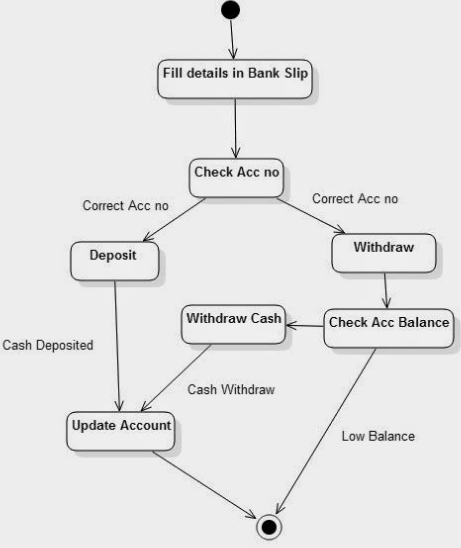 Fill details in Bank Slip
Check Acc no
Correct Acc no
Correct Acc no
Deposit
Withdraw
Withdraw Cash
Check Acc Balance
Cash Deposited
Cash Withdraw
Update Account
Low Balance